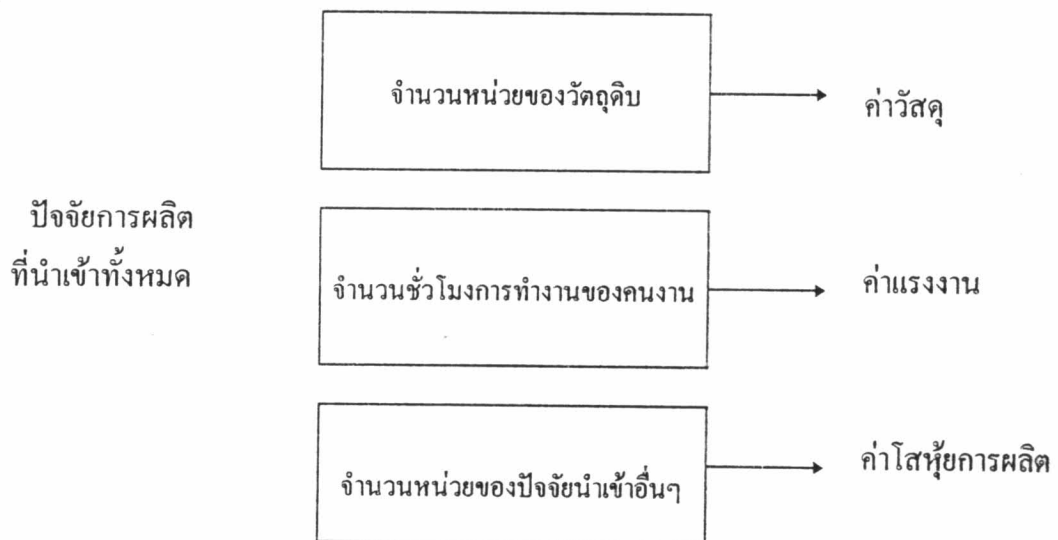 จำนวนหน่วยของวัตถุดิบ
ค่าวัสดุ
ปัจจัยการผลิต
ที่นำเข้าทั้งหมด
จำนวนชั่วโมงการทำงานของคนงาน
ค่าแรงงาน
จำนวนหน่วยของปัจจัยนำเข้าอื่นๆ
ค่าโสหุ้ยการผลิต